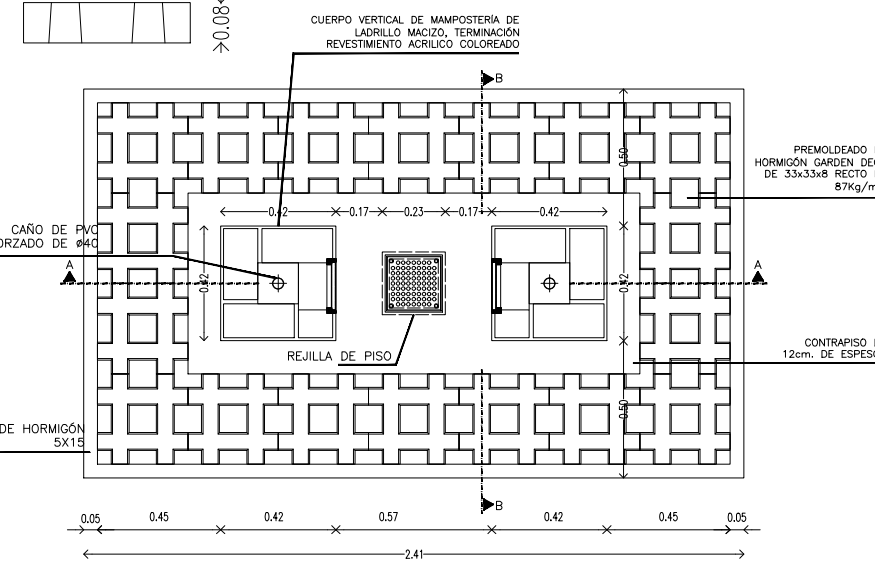 0.08
CUERPO VERTICAL DE MAMPOSTERÍA DE
LADRILLO MACIZO, TERMINACIÓN
REVESTIMIENTO ACRILICO COLOREADO
B
0.50
PREMOLDEADO
HORMIGÓN GARDEN DEC
DE 33x33x8 RECTO
87Kg/m
0.42
0.17
0.23
0.17
0.42
CAÑO DE PVC
ORZADO DE ø40
A
0.42
0.42
A
REJILLA DE PISO
CONTRAPISO
12cm. DE ESPESO
0.50
DE HORMIGÓN
5X15
B
0.05
0.45
0.42
0.57
0.42
0.45
0.05
2.41